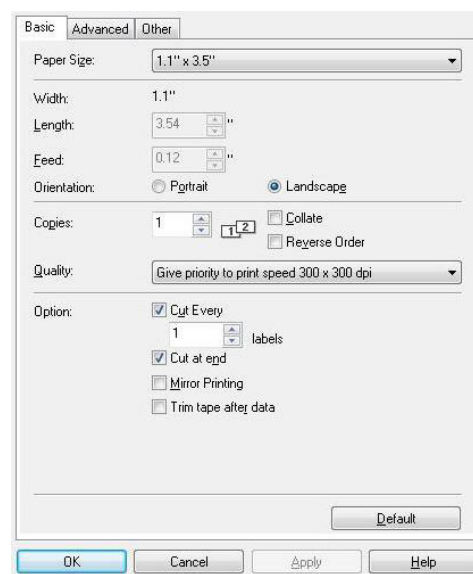 Basic Advanced Other
Paper Size: 1.1" x 3.5"
Width: 1.1"
Length: 3.54 "
Feed: 0.12 "
Orientation: Portrait Landscape
Copies: 1 1 2 Collate
Reverse Order
Quality: Give priority to print speed 300 x 300 dpi
Option: Cut Every
1 labels
Cut at end
Mirror Printing
Trim tape after data
Default
OK Cancel Apply Help